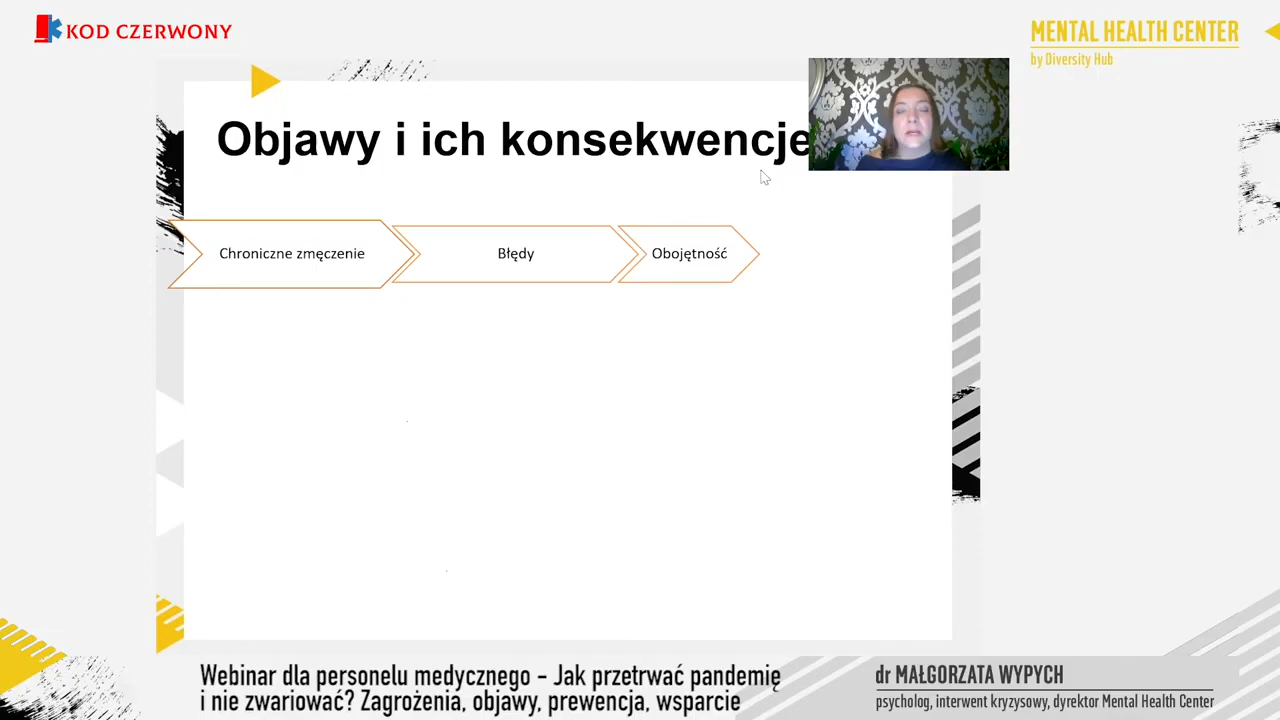 KOD CZERWONY
MENTAL HEALTH CENTER
by Diversity Hub
Objawy i ich konsekwencje
Chroniczne zmęczenie
Błędy
Obojętność
Webinar dla personelu medycznego – Jak przetrwać pandemię
i nie zwariować? Zagrożenia, objawy, prewencja, wsparcie
dr MAŁGORZATA WYPYCH
psycholog, interwent kryzysowy, dyrektor Mental Health Center